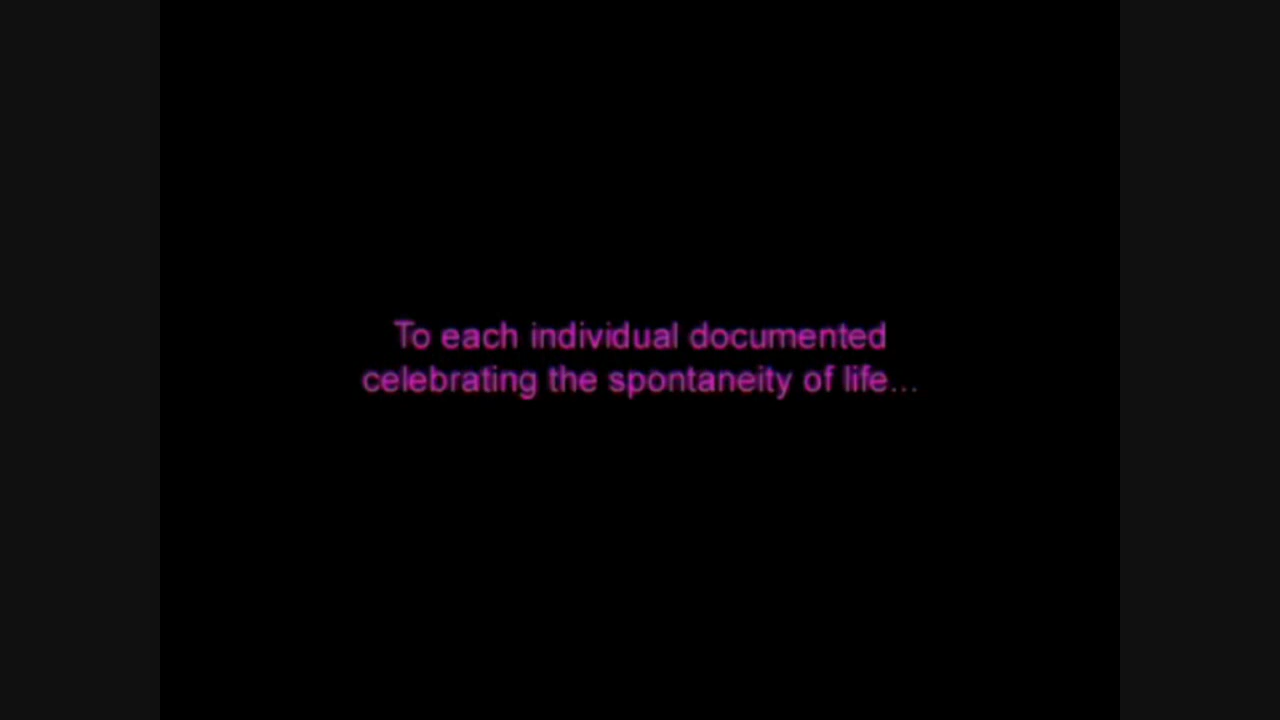 To each individual documented
celebrating the spontaneity of life...